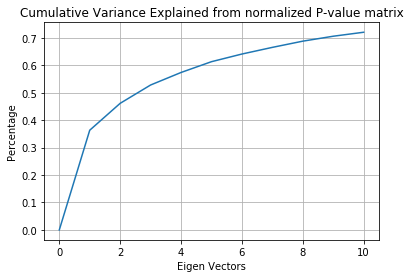 Cumulative Variance Explained from normalized P-value matrix
Percentage
0.7
0.6
0.5
0.4
0.3
0.2
0.1
0.0
0 2 4 6 8 10
Eigen Vectors